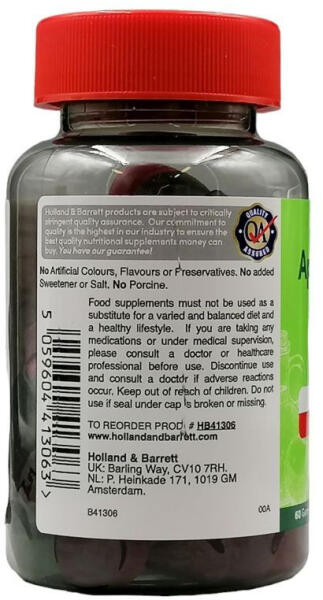 Holland & Barrett products are subject to critically
stringent quality assurance. Our commitment to
quality is the highest in our industry to ensure the
best quality nutritional supplements money can
buy. You have our guarantee!
QUALITY
QA
ASSURED
No Artificial Colours, Flavours or Preservatives. No added
Sweetener or Salt, No Porcine.
Food supplements must not be used as a
substitute for a varied and balanced diet and
a healthy lifestyle. If you are taking any
medications or under medical supervision,
please consult a doctor or healthcare
professional before use. Discontinue use
and consult a doctor if adverse reactions
occur. Keep out of reach of children. Do not
use if seal under cap is broken or missing.
TO REORDER PROD # HB41306
www.hollandandbarrett.com
Holland & Barrett
UK: Barling Way, CV10 7RH.
NL: P. Heinkade 171, 1019 GM
Amsterdam.
B41306
00A
5 059604 413063 >
Ap
60 Gum